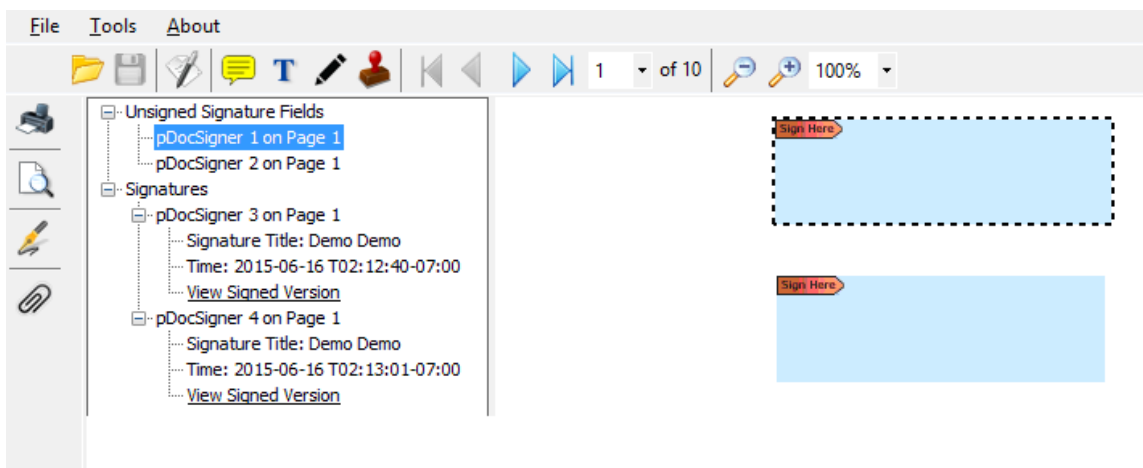 File Tools About
T 1 of 10 100%
Unsigned Signature Fields
pDocSigner 1 on Page 1
pDocSigner 2 on Page 1
Signatures
pDocSigner 3 on Page 1
Signature Title: Demo Demo
Time: 2015-06-16 T02:12:40-07:00
View Signed Version
pDocSigner 4 on Page 1
Signature Title: Demo Demo
Time: 2015-06-16 T02:13:01-07:00
View Signed Version
Sign Here
Sign Here